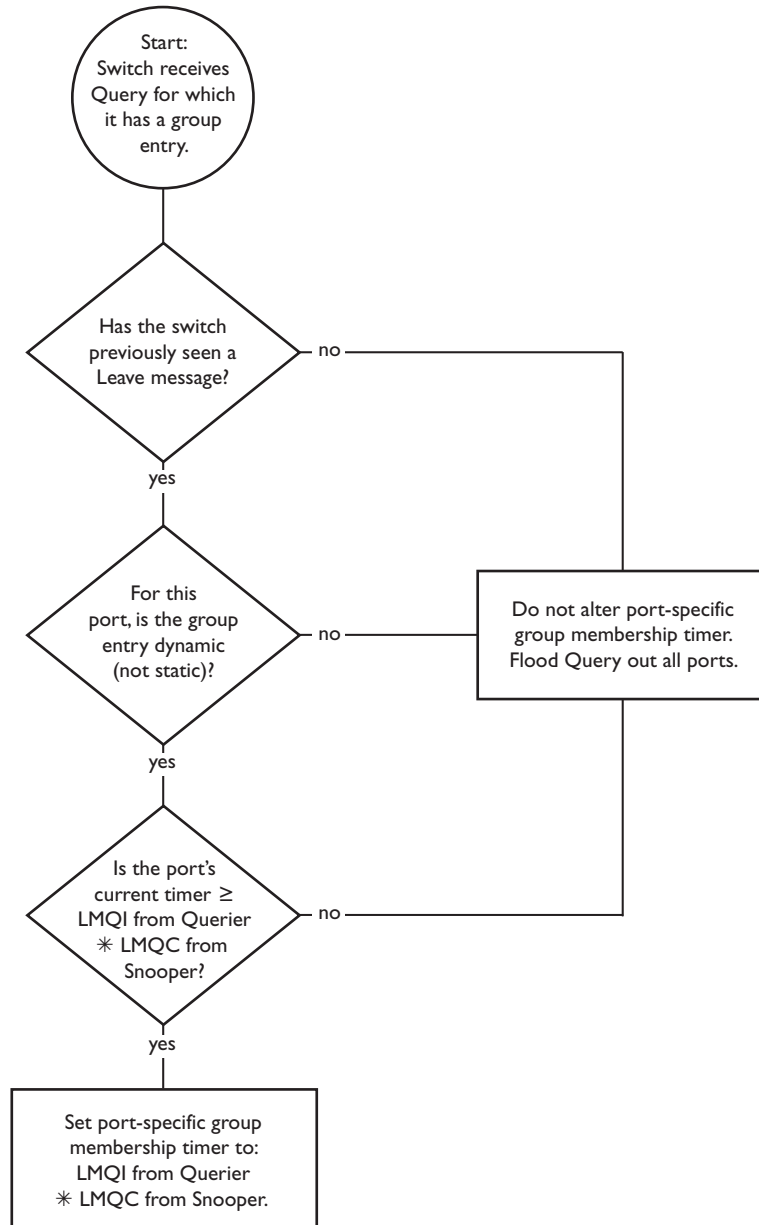 Start:
Switch receives
Query for which
it has a group
entry.
Has the switch
previously seen a
Leave message?
no
yes
For this
port, is the group
entry dynamic
(not static)?
no
Do not alter port-specific
group membership timer.
Flood Query out all ports.
yes
Is the port’s
current timer ≥
LMQI from Querier
✳ LMQC from
Snooper?
no
yes
Set port-specific group
membership timer to:
LMQI from Querier
✳ LMQC from Snooper.